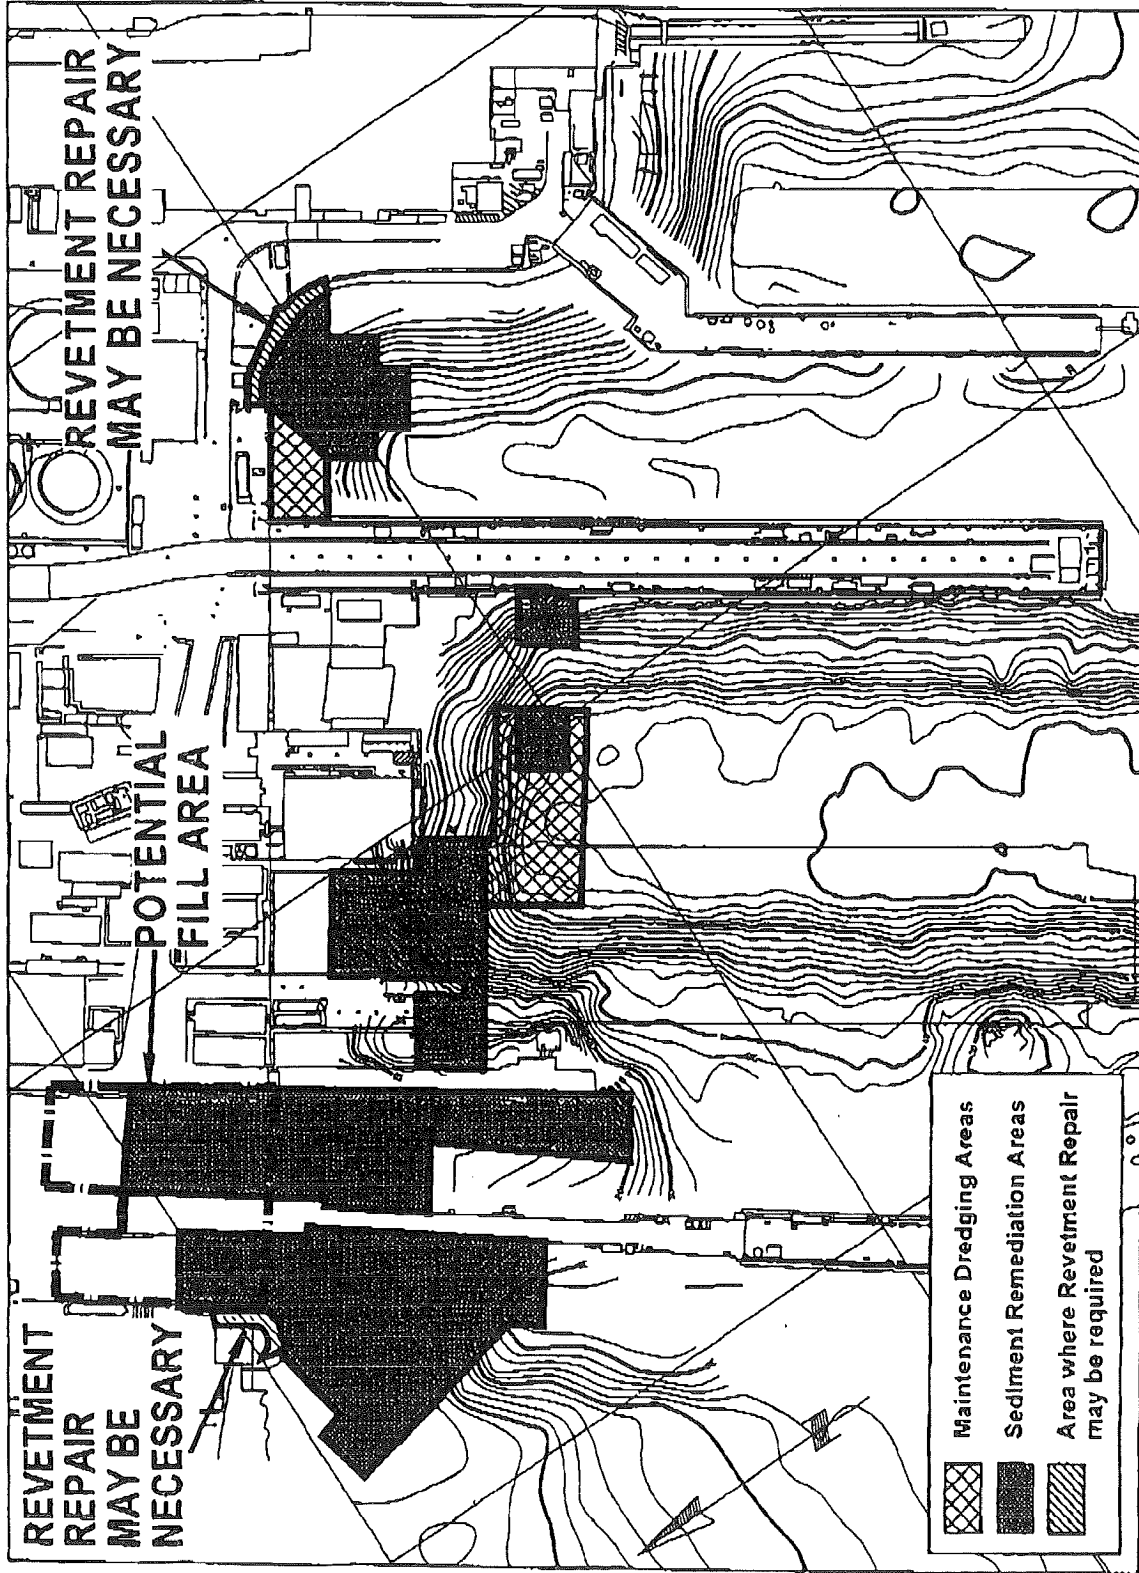 REVETMENT
REPAIR
MAY BE
NECESSARY
POTENTIAL
FILL AREA
REVETMENT REPAIR
MAY BE NECESSARY
Maintenance Dredging Areas
Sediment Remediation Areas
Area where Revetment Repair
may be required